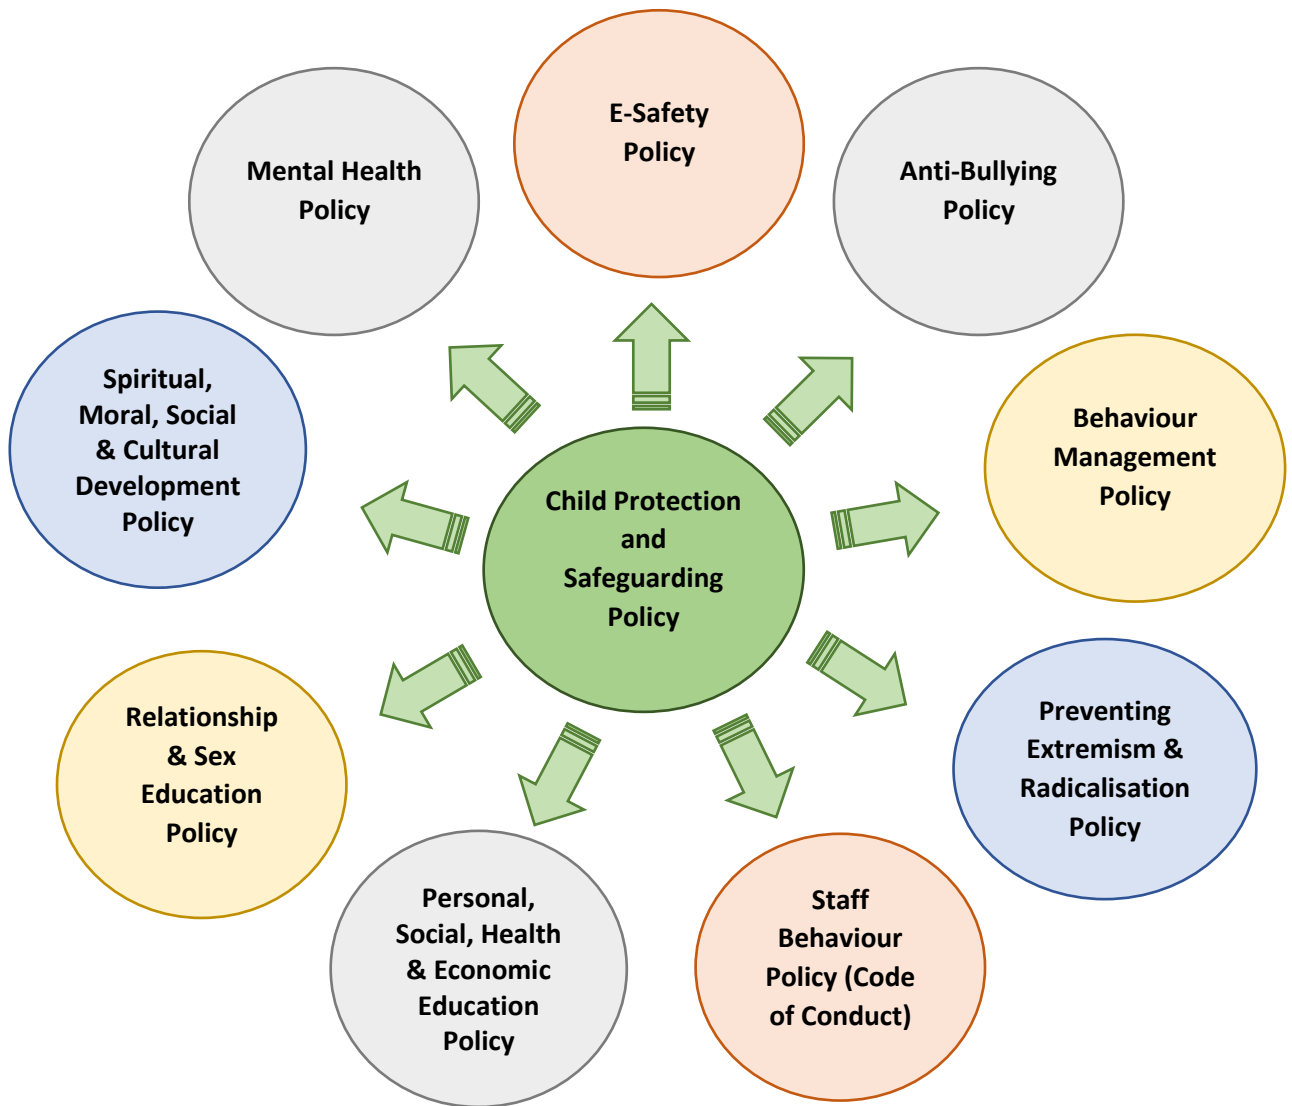 E-Safety
Policy
Mental Health
Policy
Anti-Bullying
Policy
Spiritual,
Moral, Social
& Cultural
Development
Policy
Behaviour
Management
Policy
Child Protection
and
Safeguarding
Policy
Relationship
& Sex
Education
Policy
Preventing
Extremism &
Radicalisation
Policy
Personal,
Social, Health
& Economic
Education
Policy
Staff
Behaviour
Policy (Code
of Conduct)